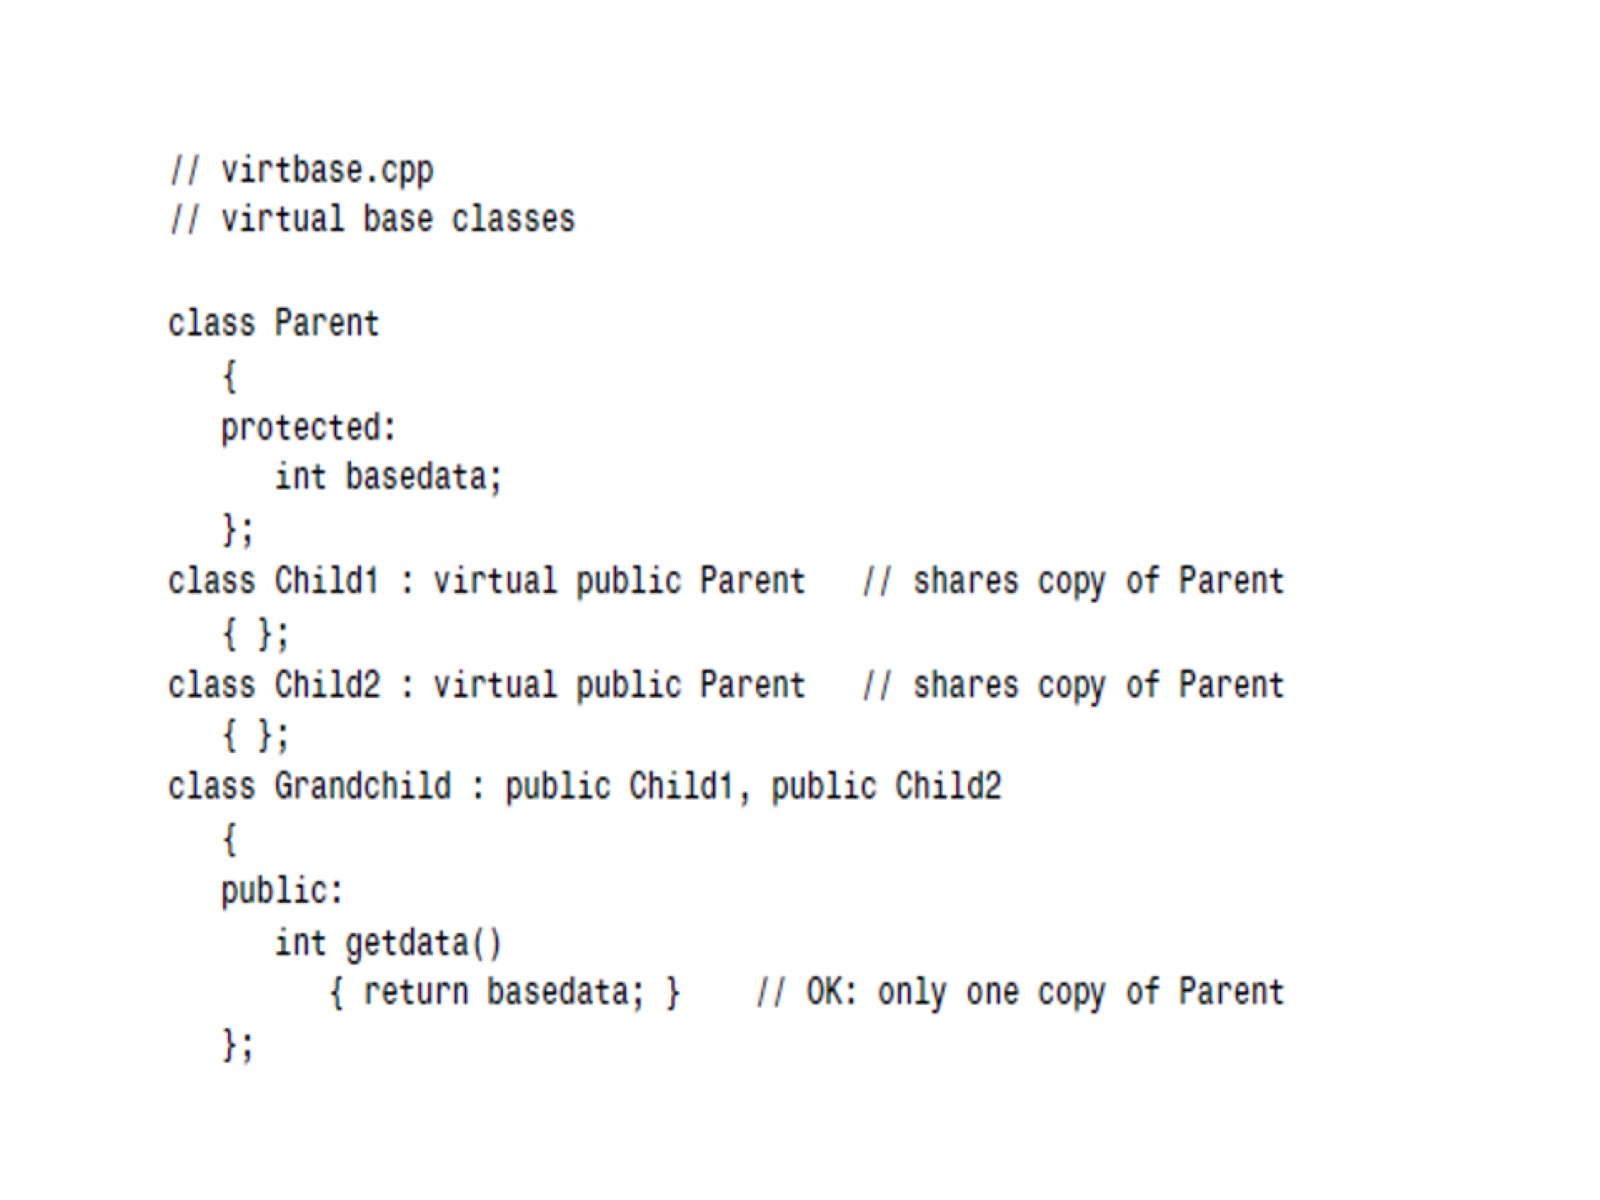 // virtbase.cpp
// virtual base classes
class Parent
{
protected:
int basedata;
};
class Child1 : virtual public Parent // shares copy of Parent
{ };
class Child2 : virtual public Parent // shares copy of Parent
{ };
class Grandchild : public Child1, public Child2
{
public:
int getdata()
{ return basedata; } // OK: only one copy of Parent
};